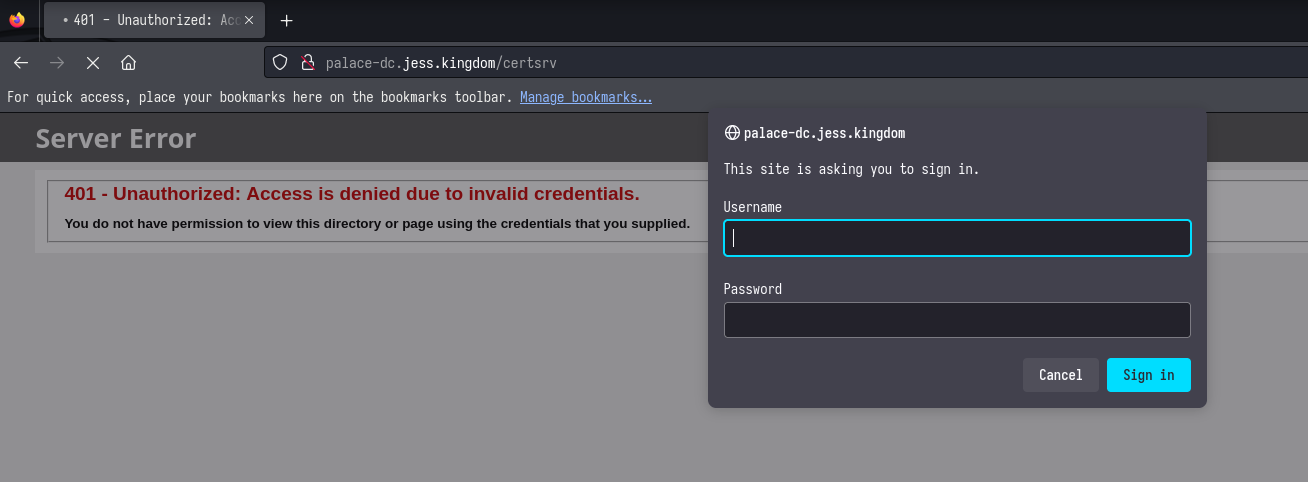 401 - Unauthorized: Acc
palace-dc.jess.kingdom/certsrv
For quick access, place your bookmarks here on the bookmarks toolbar. Manage bookmarks...
Server Error
401 - Unauthorized: Access is denied due to invalid credentials.
You do not have permission to view this directory or page using the credentials that you supplied.
palace-dc.jess.kingdom
This site is asking you to sign in.
Username
Password
Cancel
Sign in